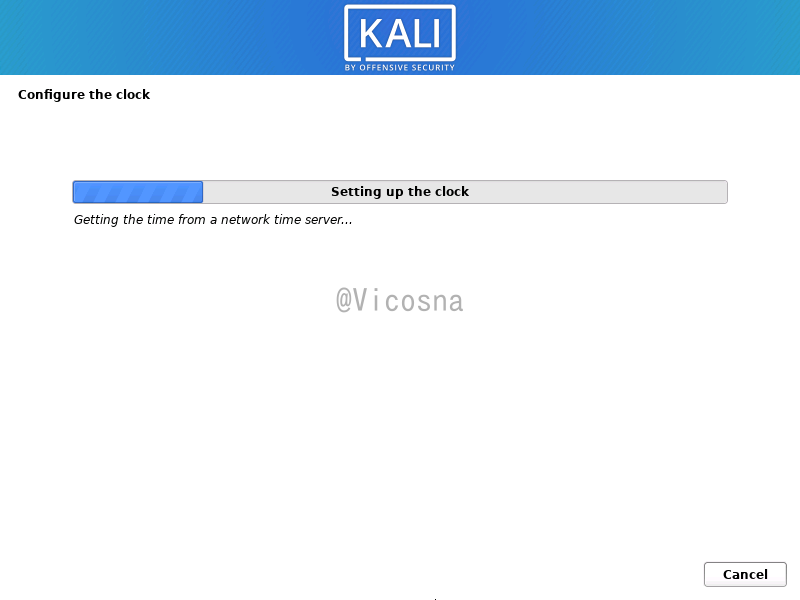 KALI
BY OFFENSIVE SECURITY
Configure the clock
Setting up the clock
Getting the time from a network time server...
@Vicosna
Cancel